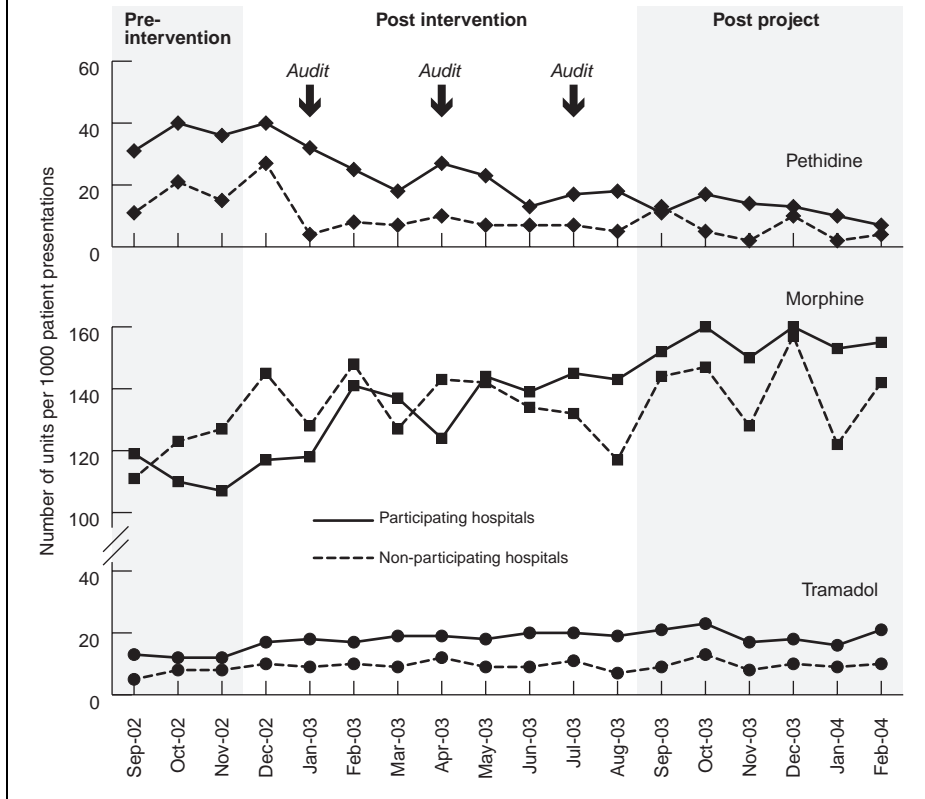 Pre-
intervention
Post intervention
Post project
Audit
Audit
Audit
Number of units per 1000 patient presentations
60
40
20
0
Pethidine
160
140
120
100
Morphine
Participating hospitals
Non-participating hospitals
40
20
0
Tramadol
Sep-02
Oct-02
Nov-02
Dec-02
Jan-03
Feb-03
Mar-03
Apr-03
May-03
Jun-03
Jul-03
Aug-03
Sep-03
Oct-03
Nov-03
Dec-03
Jan-04
Feb-04